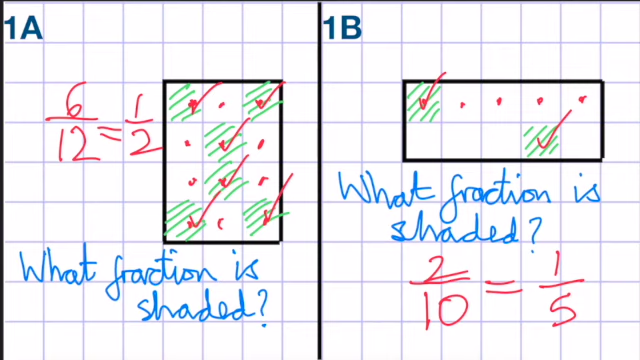 1A
6/12 = 1/2
What fraction is
shaded?
1B
What fraction is
shaded?
2/10 = 1/5